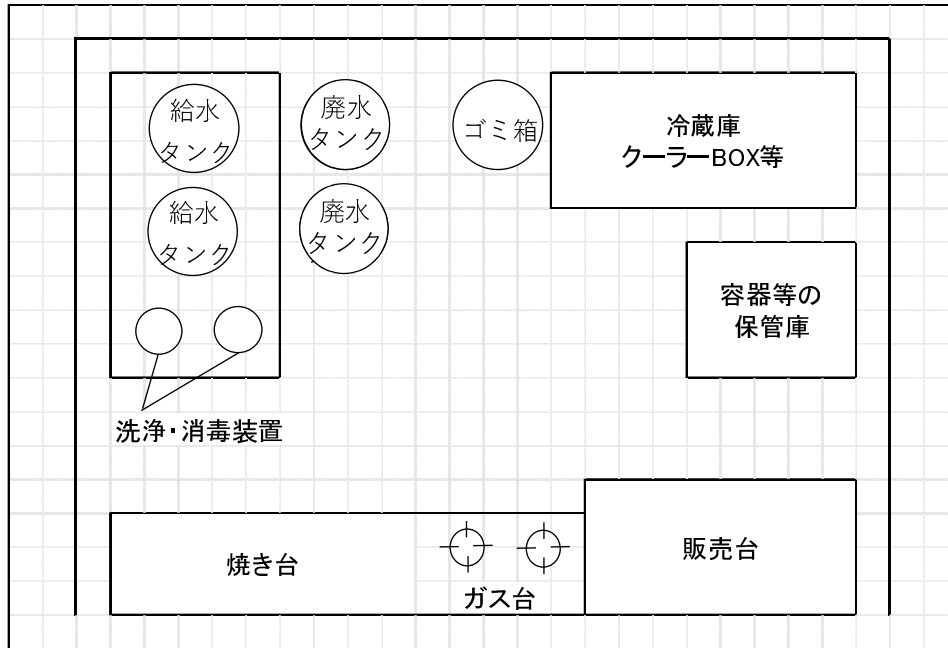 給水
タンク
廃水
タンク
ゴミ箱
冷蔵庫
クーラーBOX等
給水
タンク
廃水
タンク
容器等の
保管庫
洗浄・消毒装置
焼き台
ガス台
販売台